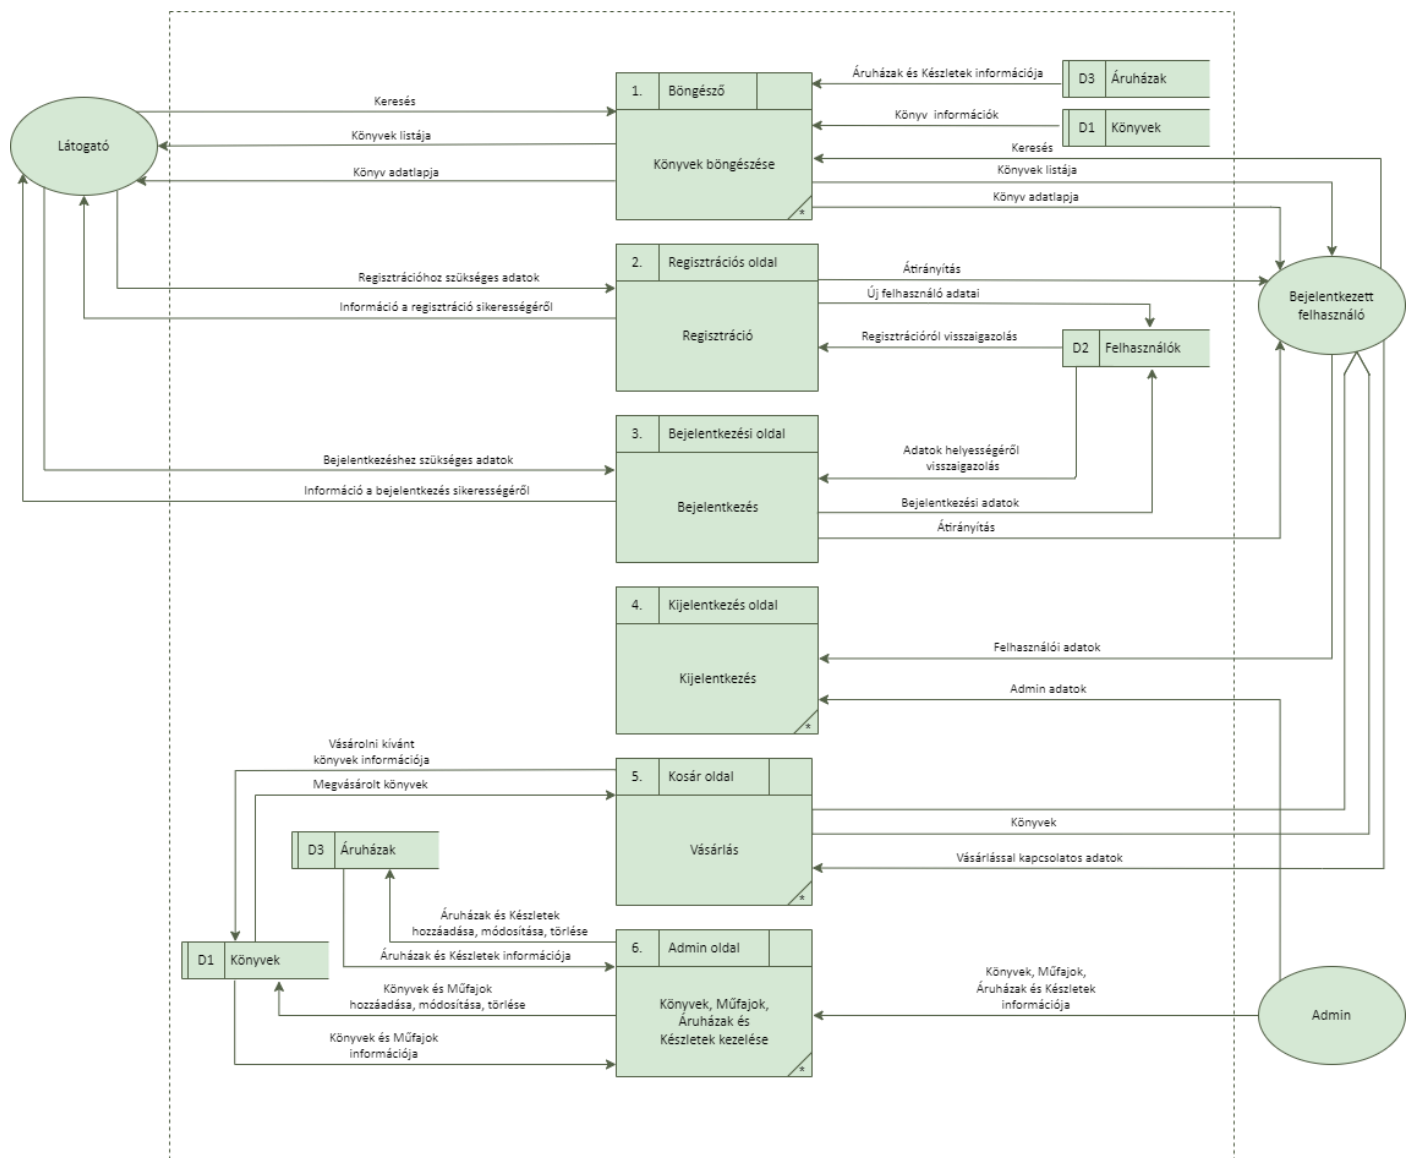 Áruházak és Készletek információja
D3
Áruházak
1.
Böngésző
Keresés
Könyv  információk
D1
Könyvek
Látogató
Könyvek listája
Keresés
Könyv adatlapja
Könyvek böngészése
Könyvek listája
Könyv adatlapja
*
2.
Regisztrációs oldal
Átirányítás
Regisztrációhoz szükséges adatok
Új felhasználó adatai
Bejelentkezett
felhasználó
Információ a regisztráció sikerességéről
Regisztráció
Regisztrációról visszaigazolás
D2
Felhasználók
3.
Bejelentkezési oldal
Bejelentkezéshez szükséges adatok
Adatok helyességéről
visszaigazolás
Információ a bejelentkezés sikerességéről
Bejelentkezés
Bejelentkezési adatok
Átirányítás
4.
Kijelentkezés oldal
Felhasználói adatok
Kijelentkezés
Admin adatok
*
Vásárolni kívánt
könyvek információja
5.
Kosár oldal
Megvásárolt könyvek
Könyvek
D3
Áruházak
Vásárlás
Vásárlással kapcsolatos adatok
*
Áruházak és Készletek
hozzáadása, módosítása, törlése
6.
Admin oldal
D1
Könyvek
Áruházak és Készletek információja
Könyvek és Műfajok
hozzáadása, módosítása, törlése
Könyvek, Műfajok,
Áruházak és
Készletek kezelése
Könyvek, Műfajok,
Áruházak és Készletek
információja
Admin
Könyvek és Műfajok
információja
*